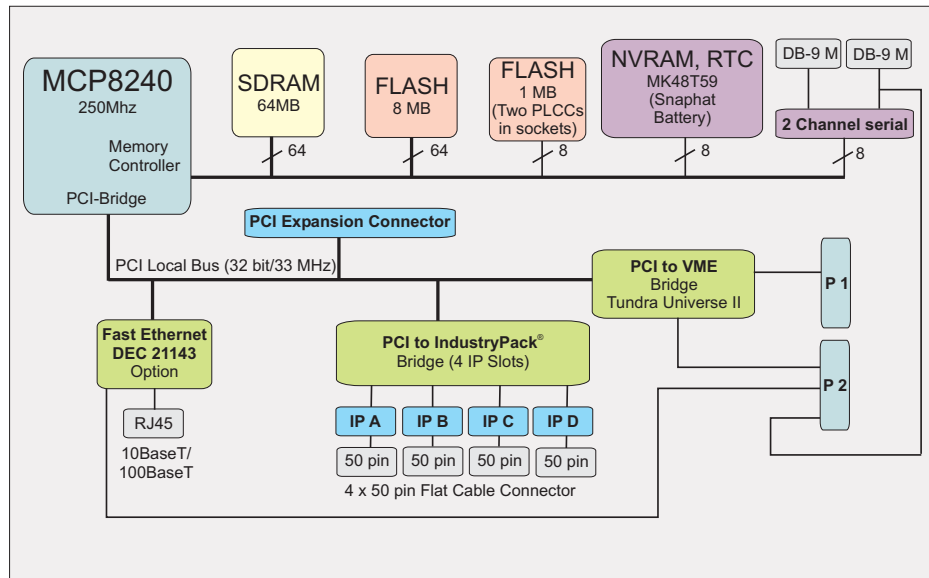 MCP8240
250Mhz
Memory
Controller
PCI-Bridge
SDRAM
64MB
FLASH
8 MB
FLASH
1 MB
(Two PLCCs
in sockets)
NVRAM, RTC
MK48T59
(Snaphat
Battery)
DB-9 M
DB-9 M
2 Channel serial
64
64
8
8
8
PCI Expansion Connector
PCI Local Bus (32 bit/33 MHz)
PCI to VME
Bridge
Tundra Universe II
P 1
Fast Ethernet
DEC 21143
Option
PCI to IndustryPack®
Bridge (4 IP Slots)
P 2
RJ45
10BaseT/
100BaseT
IP A
IP B
IP C
IP D
50 pin
50 pin
50 pin
50 pin
4 x 50 pin Flat Cable Connector